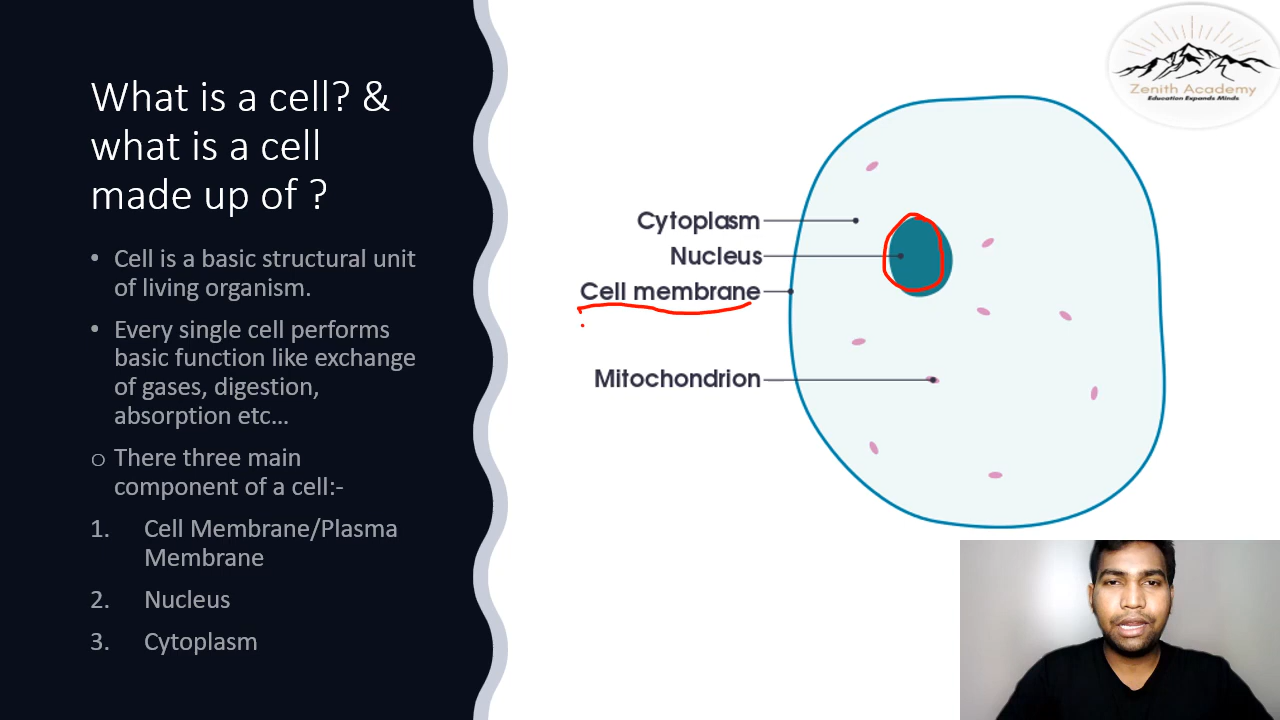 What is a cell? &
what is a cell
made up of ?
• Cell is a basic structural unit
of living organism.
• Every single cell performs
basic function like exchange
of gases, digestion,
absorption etc…
o There three main
component of a cell:-
1. Cell Membrane/Plasma
Membrane
2. Nucleus
3. Cytoplasm
Cytoplasm
Nucleus
Cell membrane
Mitochondrion
Zenith Academy
Education Expands Minds